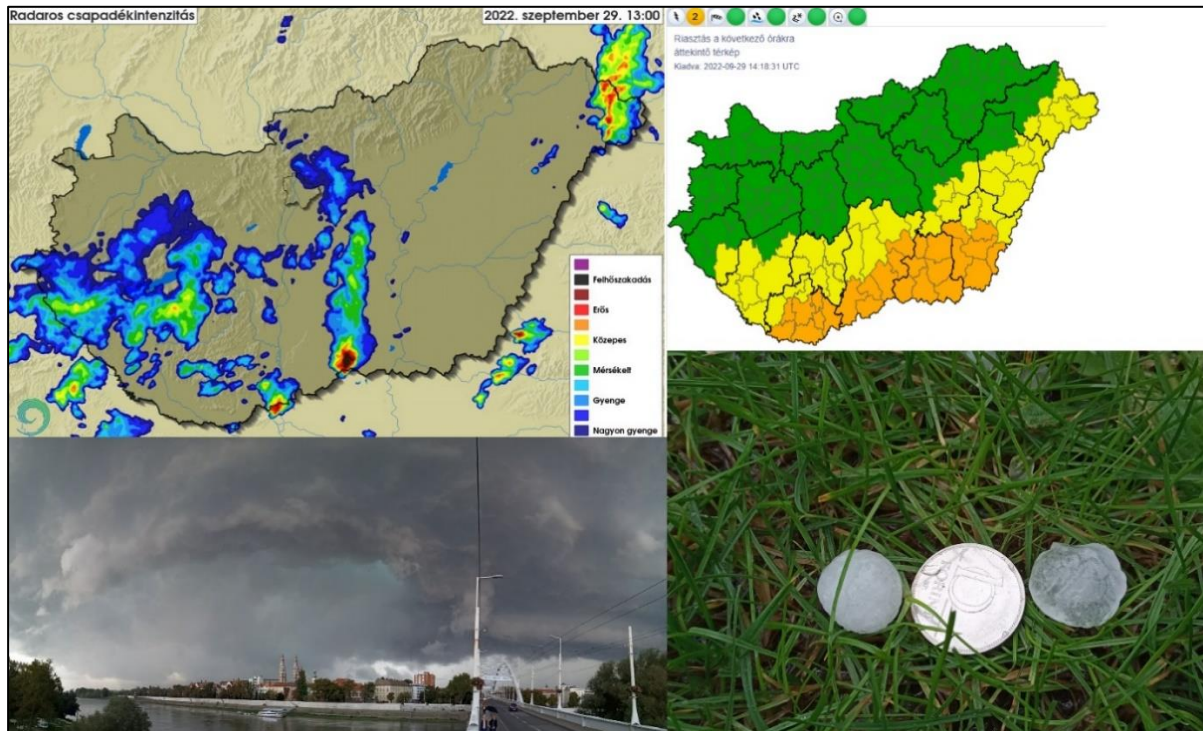 Radaros csapadékintenzitás
2022. szeptember 29. 13:00
Felhőszakadás
Erős
Közepes
Mérsékelt
Gyenge
Nagyon gyenge
2
Riasztás a következő órákra
áttekintő térkép
Kiadva: 2022-09-29 14:18:31 UTC